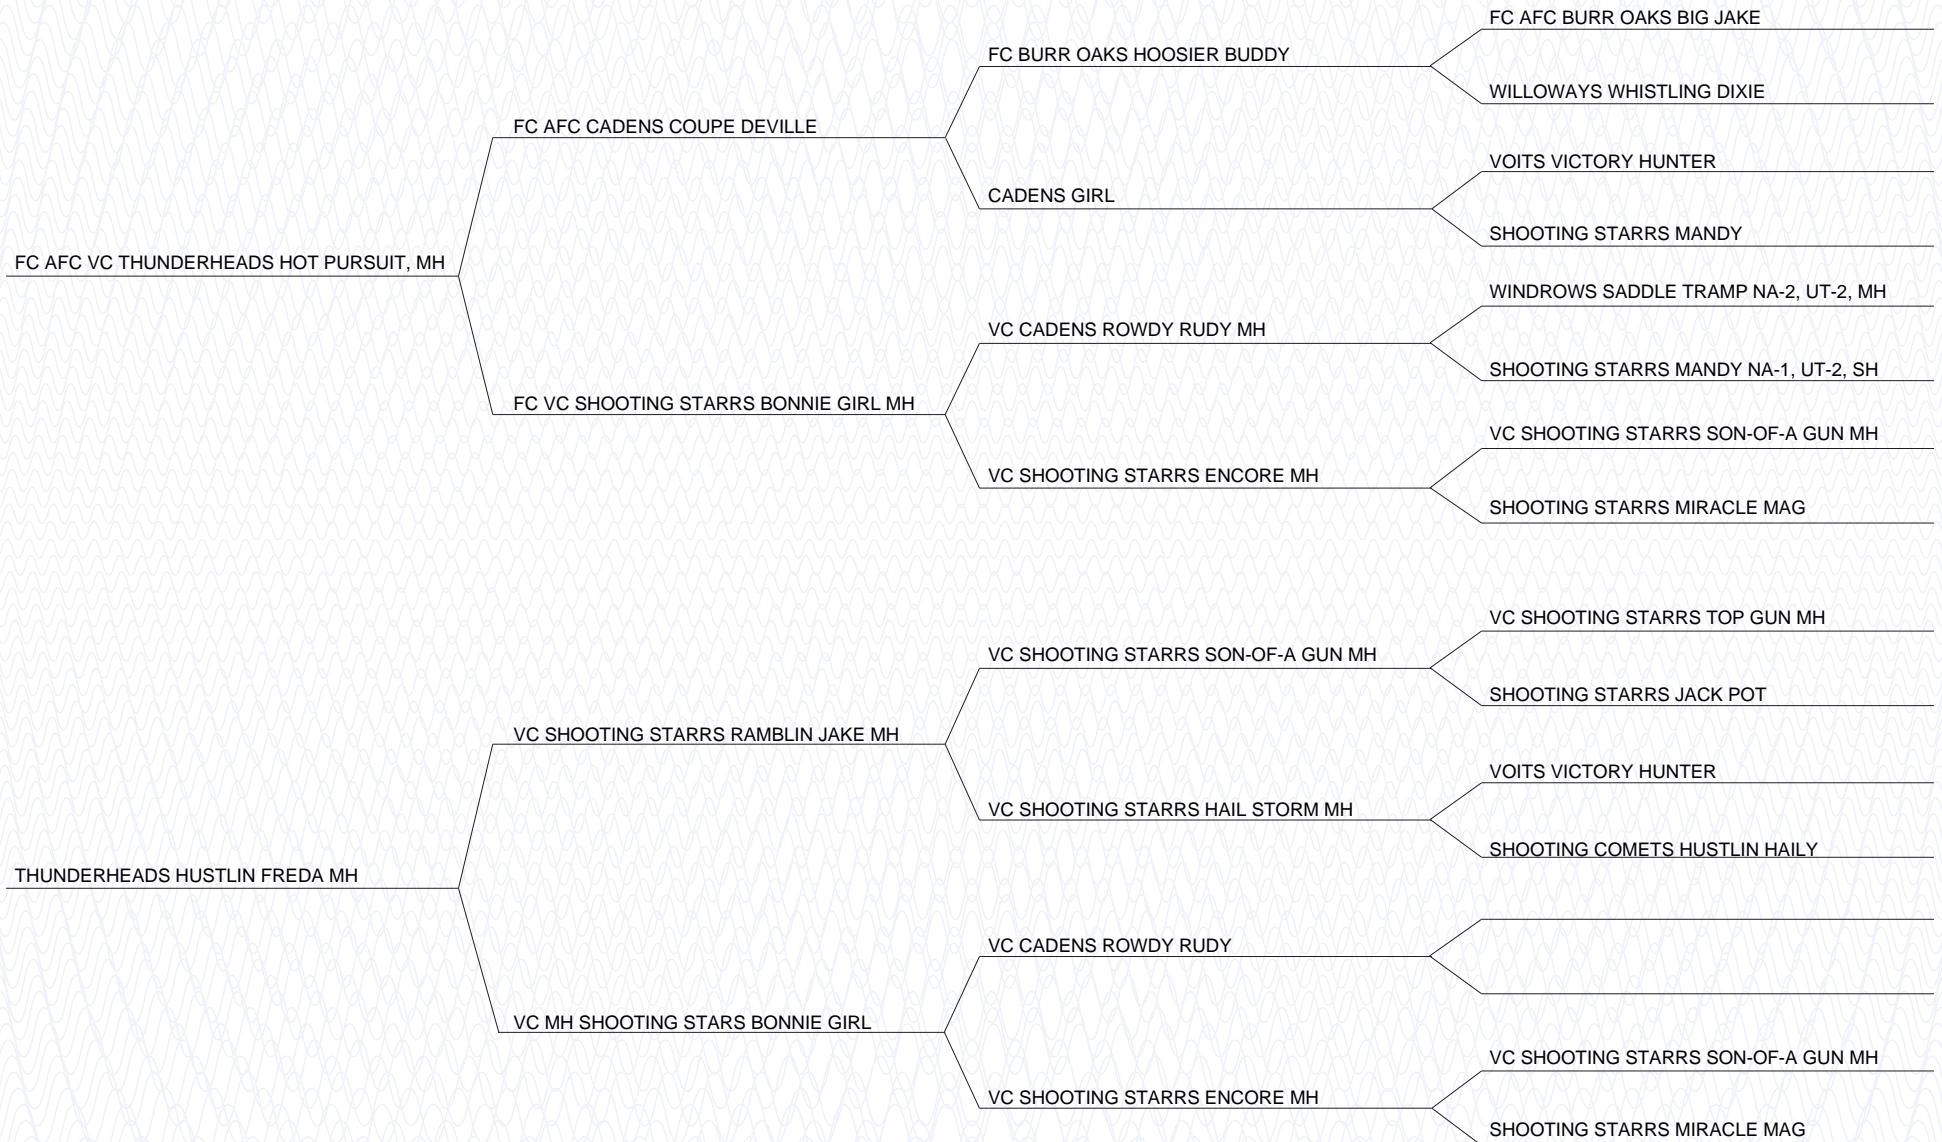 FC AFC BURR OAKS BIG JAKE
FC BURR OAKS HOOSIER BUDDY
WILLOWAYS WHISTLING DIXIE
FC AFC CADENS COUPE DEVILLE
VOITS VICTORY HUNTER
CADENS GIRL
SHOOTING STARRS MANDY
FC AFC VC THUNDERHEADS HOT PURSUIT, MH
WINDROWS SADDLE TRAMP NA-2, UT-2, MH
VC CADENS ROWDY RUDY MH
SHOOTING STARRS MANDY NA-1, UT-2, SH
FC VC SHOOTING STARRS BONNIE GIRL MH
VC SHOOTING STARRS SON-OF-A GUN MH
VC SHOOTING STARRS ENCORE MH
SHOOTING STARRS MIRACLE MAG
VC SHOOTING STARRS TOP GUN MH
VC SHOOTING STARRS SON-OF-A GUN MH
SHOOTING STARRS JACK POT
VC SHOOTING STARRS RAMBLIN JAKE MH
VOITS VICTORY HUNTER
VC SHOOTING STARRS HAIL STORM MH
SHOOTING COMETS HUSTLIN HAILY
THUNDERHEADS HUSTLIN FREDA MH
VC CADENS ROWDY RUDY
VC MH SHOOTING STARS BONNIE GIRL
VC SHOOTING STARRS SON-OF-A GUN MH
VC SHOOTING STARRS ENCORE MH
SHOOTING STARRS MIRACLE MAG